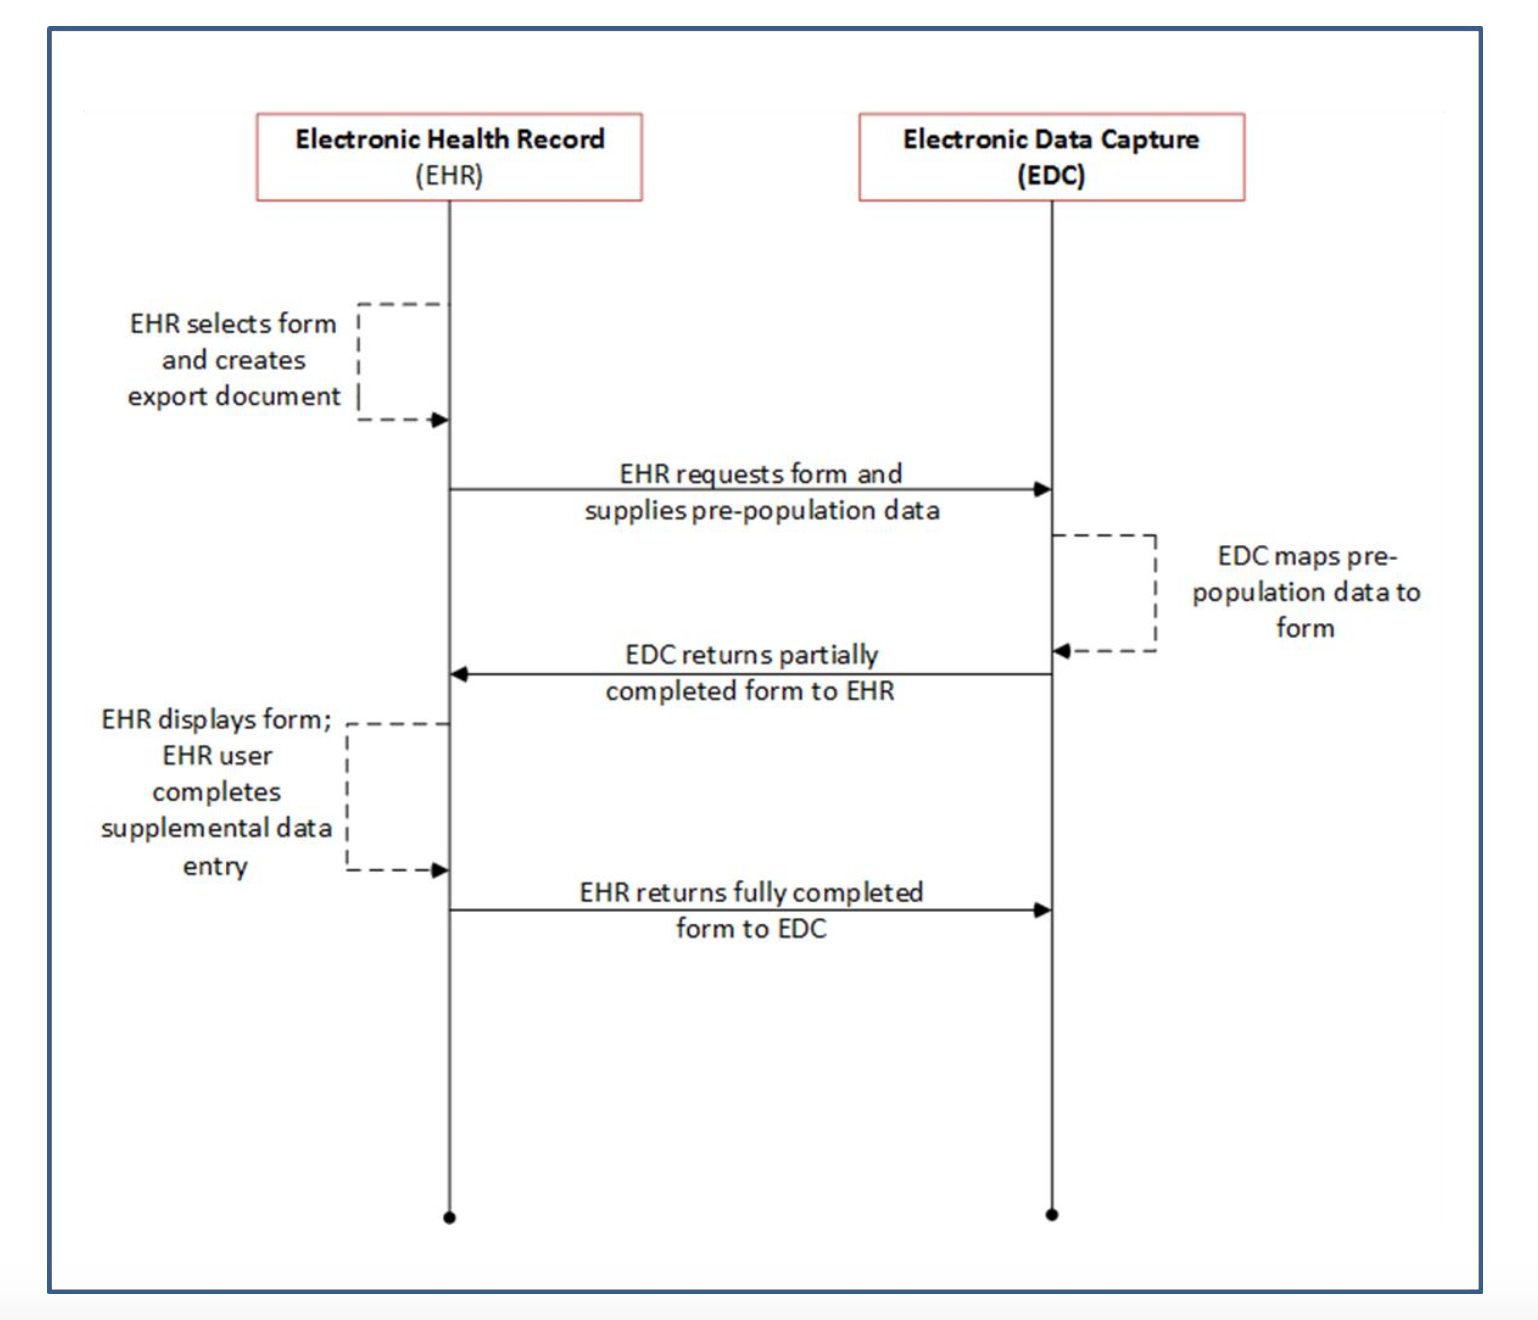 Electronic Health Record
(EHR)
Electronic Data Capture
(EDC)
EHR selects form
and creates
export document
EHR requests form and
supplies pre-population data
EDC maps pre-
population data to
form
EDC returns partially
completed form to EHR
EHR displays form;
EHR user
completes
supplemental data
entry
EHR returns fully completed
form to EDC